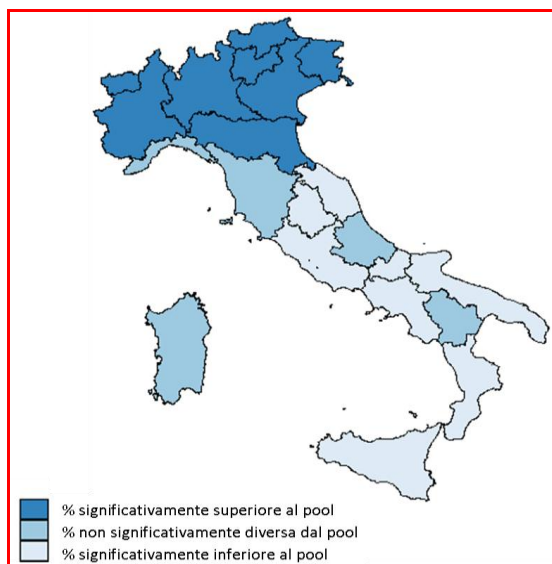 % significativamente superiore al pool
% non significativamente diversa dal pool
% significativamente inferiore al pool